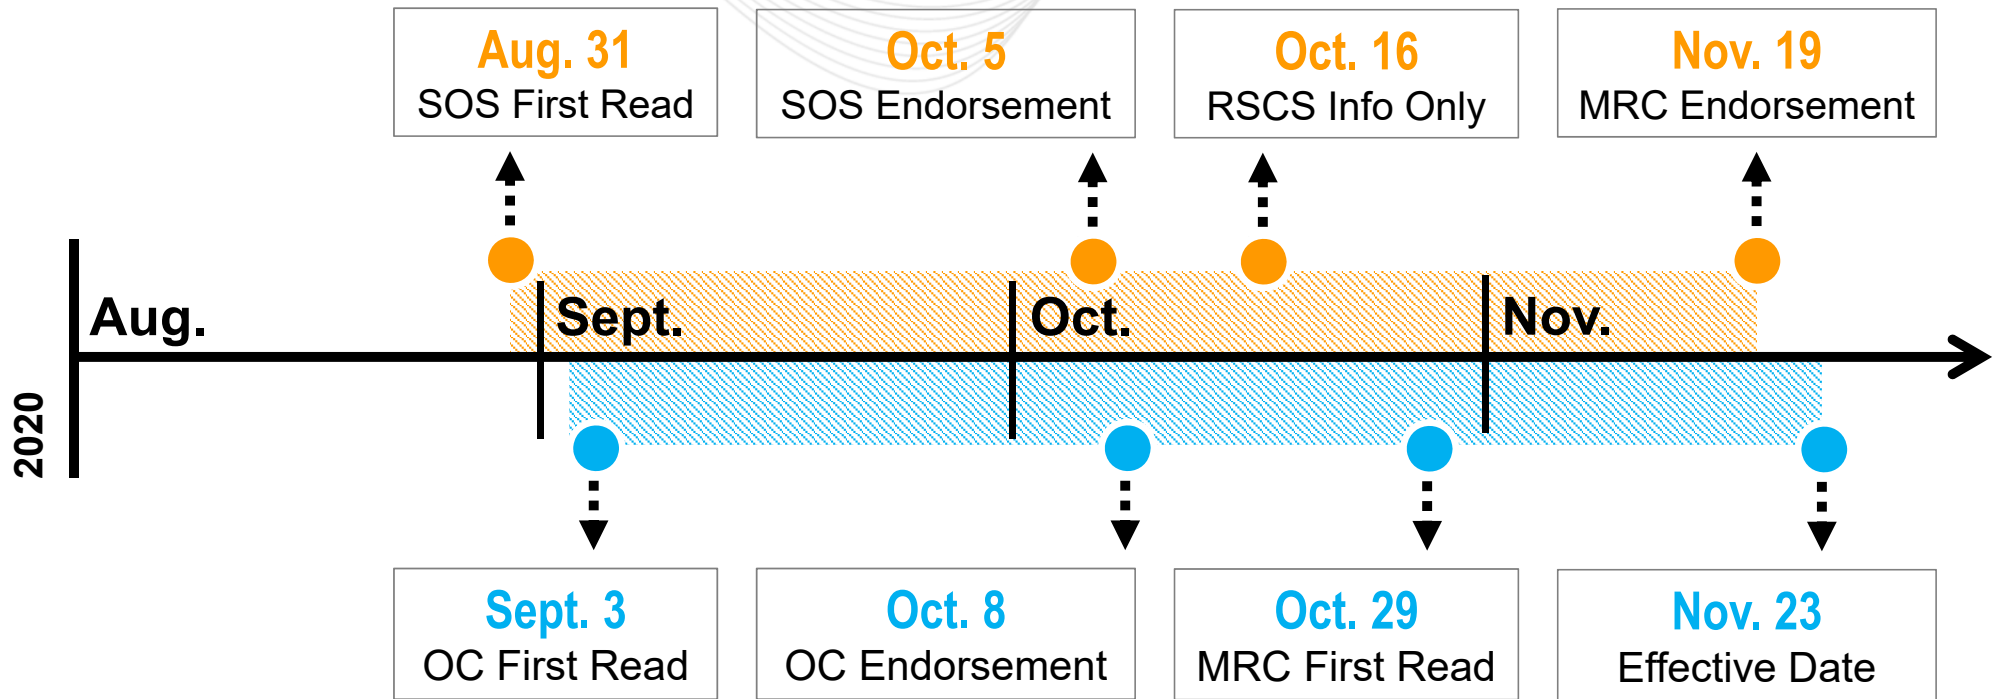 Aug. 31
SOS First Read
Oct. 5
SOS Endorsement
Oct. 16
RSCS Info Only
Nov. 19
MRC Endorsement
Aug.
Sept.
Oct.
Nov.
2020
Sept. 3
OC First Read
Oct. 8
OC Endorsement
Oct. 29
MRC First Read
Nov. 23
Effective Date